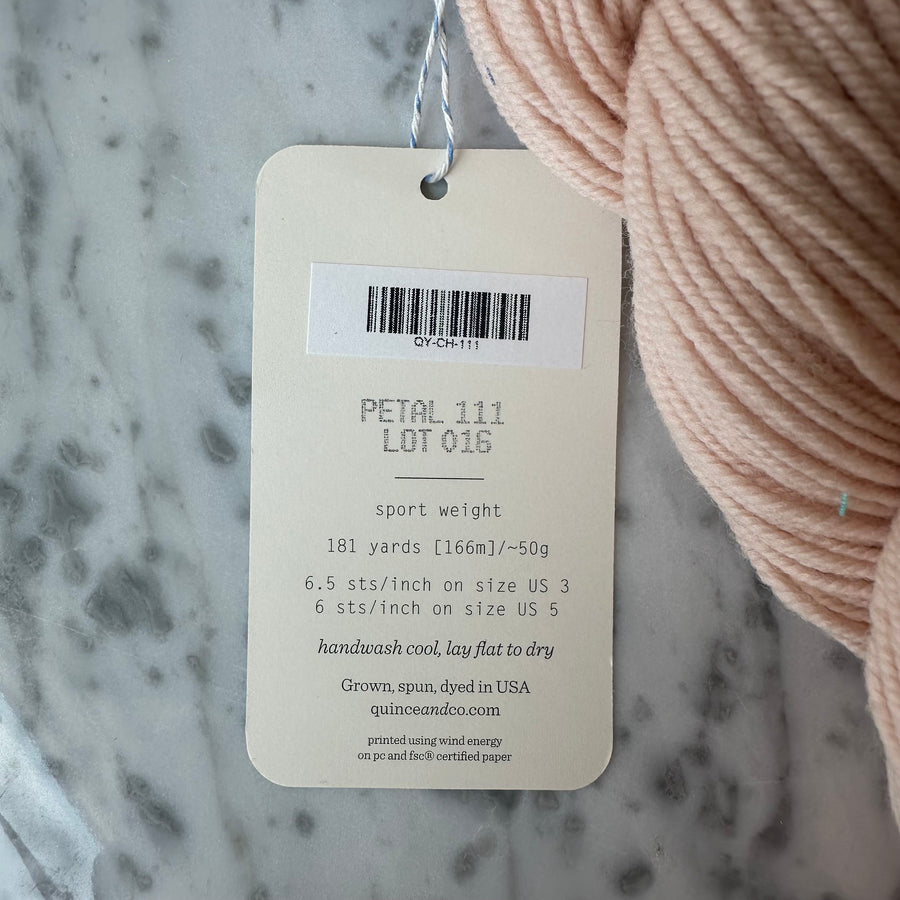 QY-CH-111
PETAL 111
LOT 016
sport weight
181 yards [166m]/~50g
6.5 sts/inch on size US 3
6 sts/inch on size US 5
handwash cool, lay flat to dry
Grown, spun, dyed in USA
quinceandco.com
printed using wind energy
on pc and fsc® certified paper